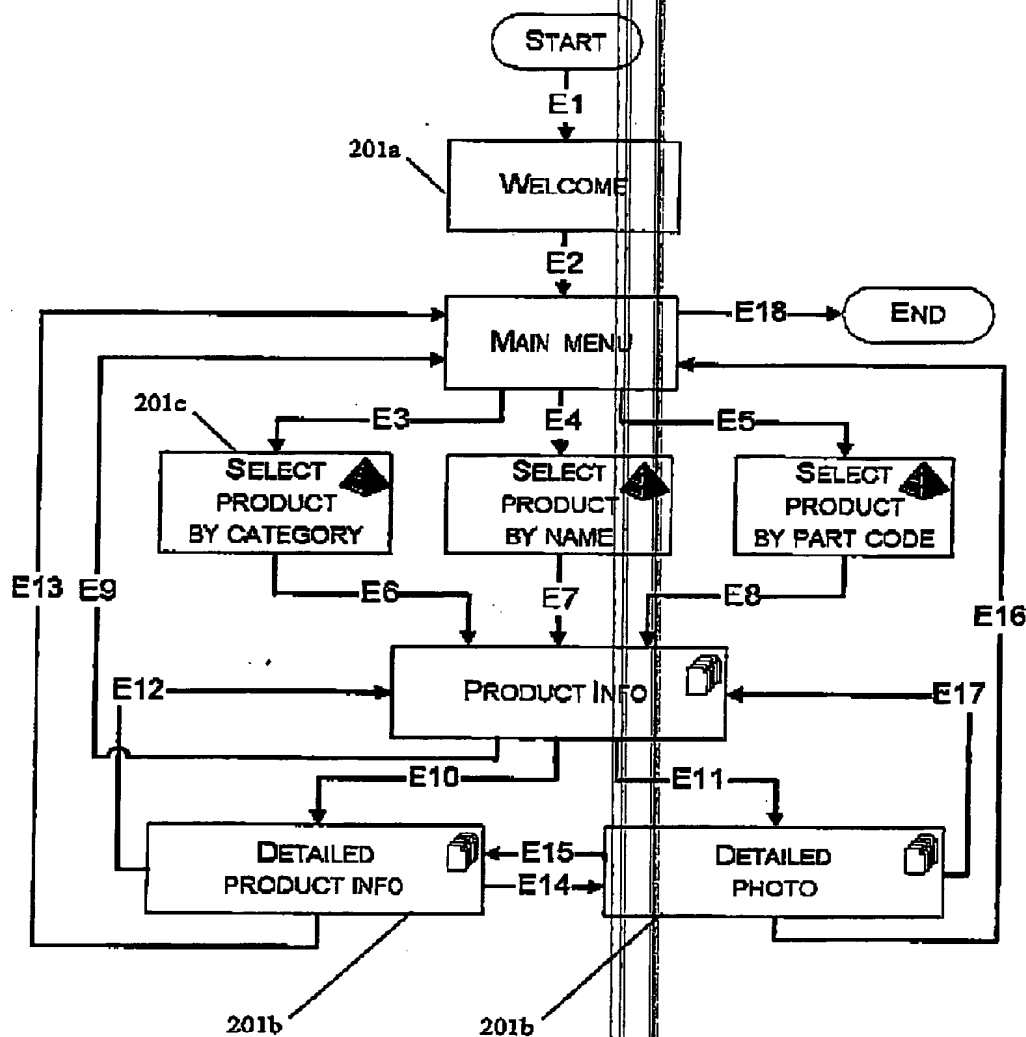 START
E1
201a
WELCOME
E2
MAIN MENU
E18
END
201c
E3
E4
E5
SELECT
PRODUCT
BY CATEGORY
SELECT
PRODUCT
BY NAME
SELECT
PRODUCT
BY PART CODE
E13
E9
E6
E7
E8
E16
E12
PRODUCT INFO
E17
E10
E11
DETAILED
PRODUCT INFO
E15
E14
DETAILED
PHOTO
201b
201b